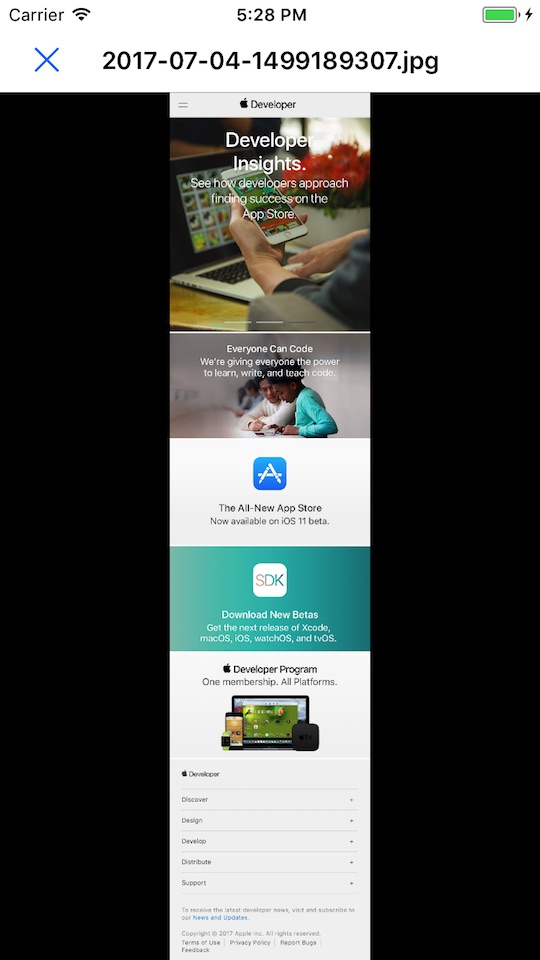 Carrier 5:28 PM
2017-07-04-1499189307.jpg
Developer
Developer
Insights.
See how developers approach
finding success on the
App Store.
Everyone Can Code
We're giving everyone the power
to learn, write, and teach code.
The All-New App Store
Now available on iOS 11 beta.
SDK
Download New Betas
Get the next release of Xcode,
macOS, iOS, watchOS, and tvOS.
Developer Program
One membership. All Platforms.
tv
Developer
Discover +
Design +
Develop +
Distribute +
Support +
To receive the latest developer news, visit and subscribe to
our News and Updates.
Copyright © 2017 Apple Inc. All rights reserved.
Terms of Use | Privacy Policy | Report Bugs |
Feedback